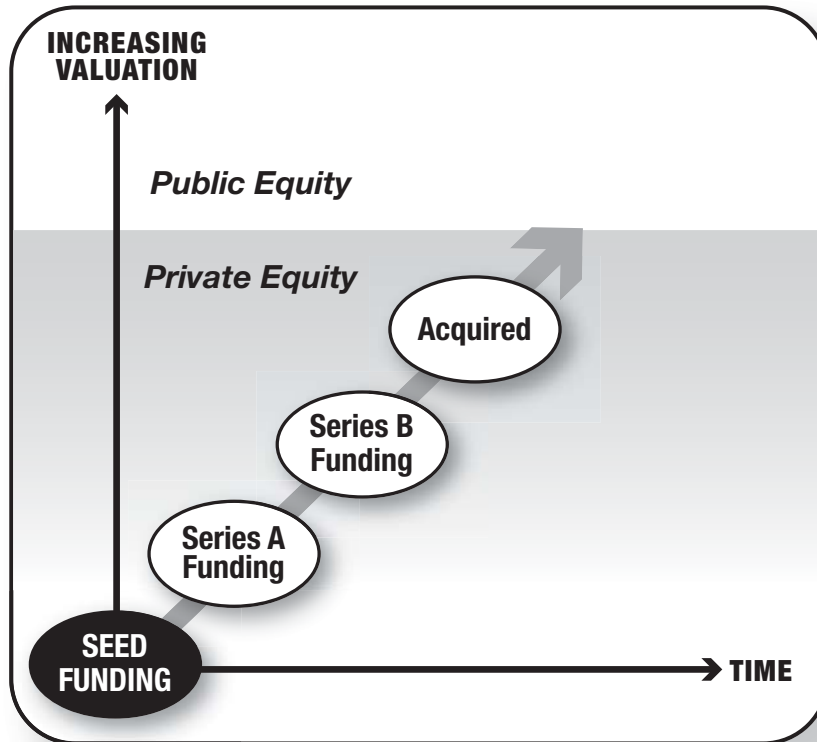 INCREASING
VALUATION
Public Equity
Private Equity
Acquired
Series B
Funding
Series A
Funding
SEED
FUNDING
TIME